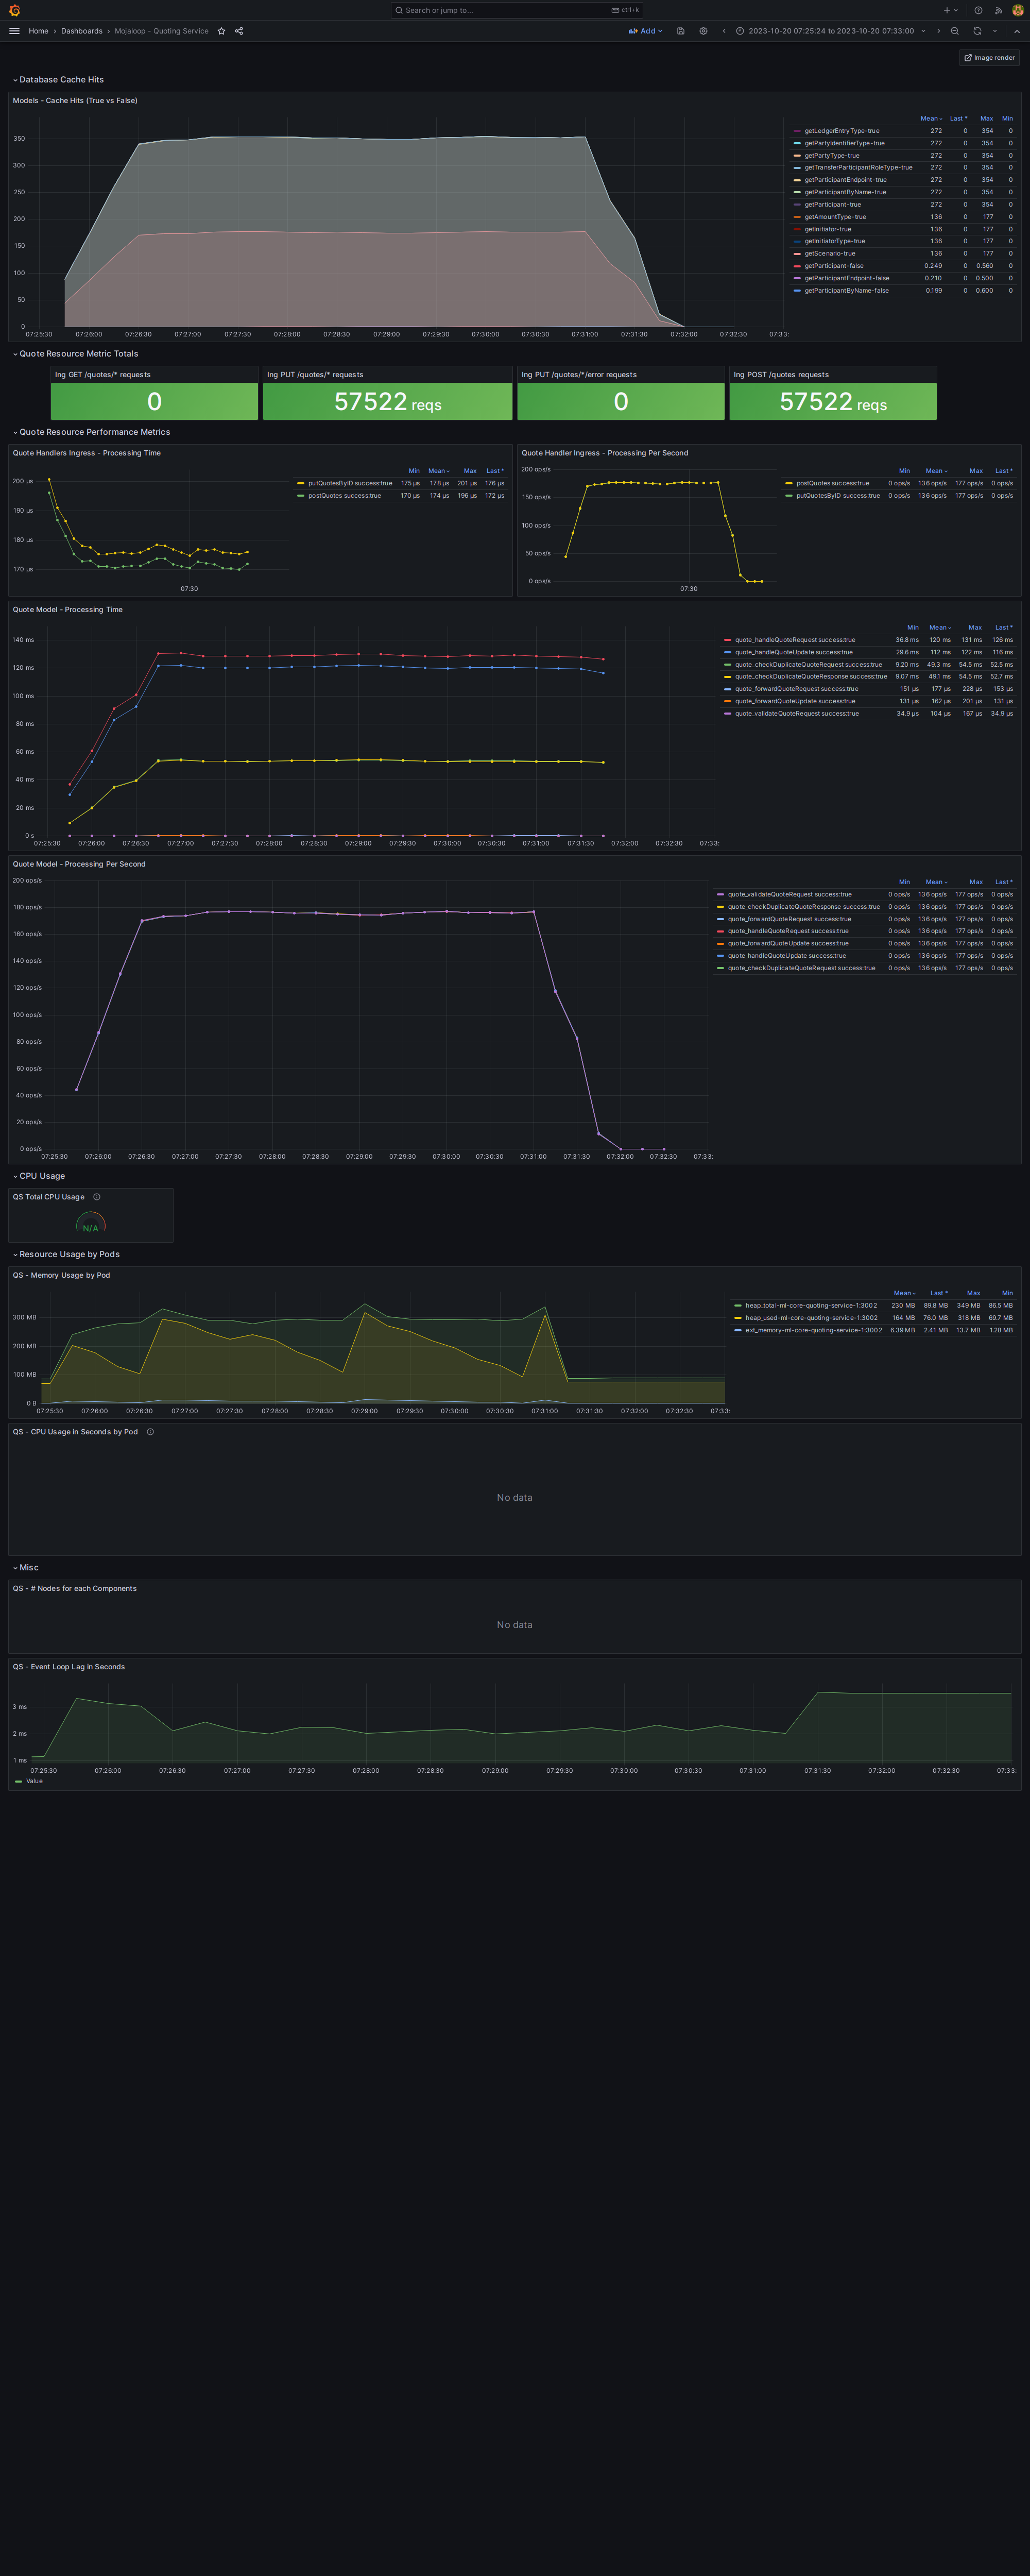 Search or jump to...
ctrl+k
Home › Dashboards › Mojaloop - Quoting Service
Add
2023-10-20 07:25:24 to 2023-10-20 07:33:00
Image render
Database Cache Hits
Models - Cache Hits (True vs False)
350
300
250
200
150
100
50
0
07:25:30 07:26:00 07:26:30 07:27:00 07:27:30 07:28:00 07:28:30 07:29:00 07:29:30 07:30:00 07:30:30 07:31:00 07:31:30 07:32:00 07:32:30 07:33:
Mean Last * Max Min
getLedgerEntryType-true 272 0 354 0
getPartyIdentifierType-true 272 0 354 0
getPartyType-true 272 0 354 0
getTransferParticipantRoleType-true 272 0 354 0
getParticipantEndpoint-true 272 0 354 0
getParticipantByName-true 272 0 354 0
getParticipant-true 272 0 354 0
getAmountType-true 136 0 177 0
getInitiator-true 136 0 177 0
getInitiatorType-true 136 0 177 0
getScenario-true 136 0 177 0
getParticipant-false 0.249 0 0.560 0
getParticipantEndpoint-false 0.210 0 0.500 0
getParticipantByName-false 0.199 0 0.600 0
Quote Resource Metric Totals
Ing GET /quotes/* requests
0
Ing PUT /quotes/* requests
57522 reqs
Ing PUT /quotes/*/error requests
0
Ing POST /quotes requests
57522 reqs
Quote Resource Performance Metrics
Quote Handlers Ingress - Processing Time
200 µs
190 µs
180 µs
170 µs
07:30
Min Mean Max Last *
putQuotesByID success:true 175 µs 178 µs 201 µs 176 µs
postQuotes success:true 170 µs 174 µs 196 µs 172 µs
Quote Handler Ingress - Processing Per Second
200 ops/s
150 ops/s
100 ops/s
50 ops/s
0 ops/s
07:30
Min Mean Max Last *
postQuotes success:true 0 ops/s 136 ops/s 177 ops/s 0 ops/s
putQuotesByID success:true 0 ops/s 136 ops/s 177 ops/s 0 ops/s
Quote Model - Processing Time
140 ms
120 ms
100 ms
80 ms
60 ms
40 ms
20 ms
0 s
07:25:30 07:26:00 07:26:30 07:27:00 07:27:30 07:28:00 07:28:30 07:29:00 07:29:30 07:30:00 07:30:30 07:31:00 07:31:30 07:32:00 07:32:30 07:33:
Min Mean Max Last *
quote_handleQuoteRequest success:true 36.8 ms 120 ms 131 ms 126 ms
quote_handleQuoteUpdate success:true 29.6 ms 112 ms 122 ms 116 ms
quote_checkDuplicateQuoteRequest success:true 9.20 ms 49.3 ms 54.5 ms 52.5 ms
quote_checkDuplicateQuoteResponse success:true 9.07 ms 49.1 ms 54.5 ms 52.7 ms
quote_forwardQuoteRequest success:true 151 µs 177 µs 228 µs 153 µs
quote_forwardQuoteUpdate success:true 131 µs 162 µs 201 µs 131 µs
quote_validateQuoteRequest success:true 34.9 µs 104 µs 167 µs 34.9 µs
Quote Model - Processing Per Second
200 ops/s
180 ops/s
160 ops/s
140 ops/s
120 ops/s
100 ops/s
80 ops/s
60 ops/s
40 ops/s
20 ops/s
0 ops/s
07:25:30 07:26:00 07:26:30 07:27:00 07:27:30 07:28:00 07:28:30 07:29:00 07:29:30 07:30:00 07:30:30 07:31:00 07:31:30 07:32:00 07:32:30 07:33:
Min Mean Max Last *
quote_validateQuoteRequest success:true 0 ops/s 136 ops/s 177 ops/s 0 ops/s
quote_checkDuplicateQuoteResponse success:true 0 ops/s 136 ops/s 177 ops/s 0 ops/s
quote_forwardQuoteRequest success:true 0 ops/s 136 ops/s 177 ops/s 0 ops/s
quote_handleQuoteRequest success:true 0 ops/s 136 ops/s 177 ops/s 0 ops/s
quote_forwardQuoteUpdate success:true 0 ops/s 136 ops/s 177 ops/s 0 ops/s
quote_handleQuoteUpdate success:true 0 ops/s 136 ops/s 177 ops/s 0 ops/s
quote_checkDuplicateQuoteRequest success:true 0 ops/s 136 ops/s 177 ops/s 0 ops/s
CPU Usage
QS Total CPU Usage
N/A
Resource Usage by Pods
QS - Memory Usage by Pod
300 MB
200 MB
100 MB
0 B
07:25:30 07:26:00 07:26:30 07:27:00 07:27:30 07:28:00 07:28:30 07:29:00 07:29:30 07:30:00 07:30:30 07:31:00 07:31:30 07:32:00 07:32:30 07:33:
Mean Last * Max Min
heap_total-ml-core-quoting-service-1:3002 230 MB 89.8 MB 349 MB 86.5 MB
heap_used-ml-core-quoting-service-1:3002 164 MB 76.0 MB 318 MB 68.7 MB
ext_memory-ml-core-quoting-service-1:3002 6.39 MB 2.41 MB 13.7 MB 1.28 MB
QS - CPU Usage in Seconds by Pod
No data
Misc
QS - # Nodes for each Components
No data
QS - Event Loop Lag in Seconds
3 ms
2 ms
1 ms
07:25:30 07:26:00 07:26:30 07:27:00 07:27:30 07:28:00 07:28:30 07:29:00 07:29:30 07:30:00 07:30:30 07:31:00 07:31:30 07:32:00 07:32:30 07:33:
Value